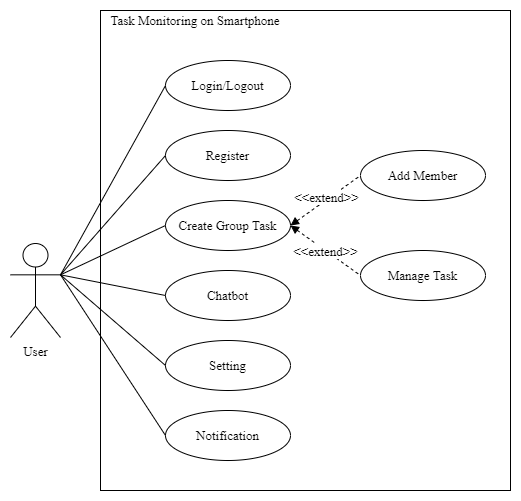 Task Monitoring on Smartphone
Login/Logout
Register
Add Member
<<extend>>
Create Group Task
<<extend>>
Manage Task
Chatbot
User
Setting
Notification